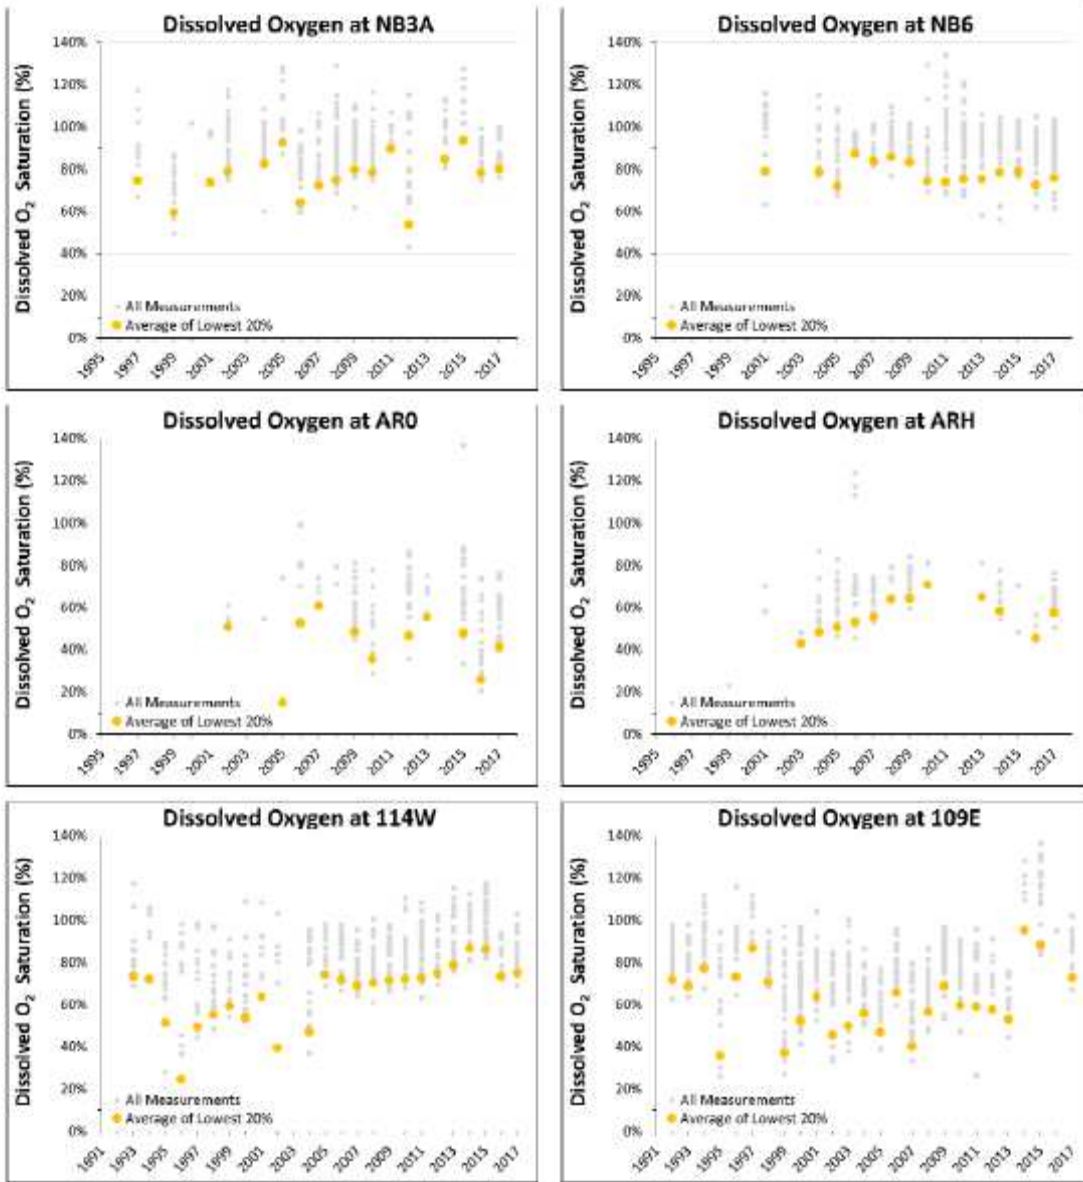 Dissolved Oxygen at NB3A
Dissolved O₂ Saturation (%)
140%
120%
100%
80%
60%
40%
20%
0%
All Measurements
Average of Lowest 20%
1995 1997 1999 2001 2003 2005 2007 2009 2011 2013 2015 2017
Dissolved Oxygen at NB6
Dissolved O₂ Saturation (%)
140%
120%
100%
80%
60%
40%
20%
0%
All Measurements
Average of Lowest 20%
1995 1997 1999 2001 2003 2005 2007 2009 2011 2013 2015 2017
Dissolved Oxygen at AR0
Dissolved O₂ Saturation (%)
140%
120%
100%
80%
60%
40%
20%
0%
All Measurements
Average of Lowest 20%
1995 1997 1999 2001 2003 2005 2007 2009 2011 2013 2015 2017
Dissolved Oxygen at ARH
Dissolved O₂ Saturation (%)
140%
120%
100%
80%
60%
40%
20%
0%
All Measurements
Average of Lowest 20%
1995 1997 1999 2001 2003 2005 2007 2009 2011 2013 2015 2017
Dissolved Oxygen at 114W
Dissolved O₂ Saturation (%)
140%
120%
100%
80%
60%
40%
20%
0%
All Measurements
Average of Lowest 20%
1991 1993 1995 1997 1999 2001 2003 2005 2007 2009 2011 2013 2015 2017
Dissolved Oxygen at 109E
Dissolved O₂ Saturation (%)
140%
120%
100%
80%
60%
40%
20%
0%
All Measurements
Average of Lowest 20%
1991 1993 1995 1997 1999 2001 2003 2005 2007 2009 2011 2013 2015 2017